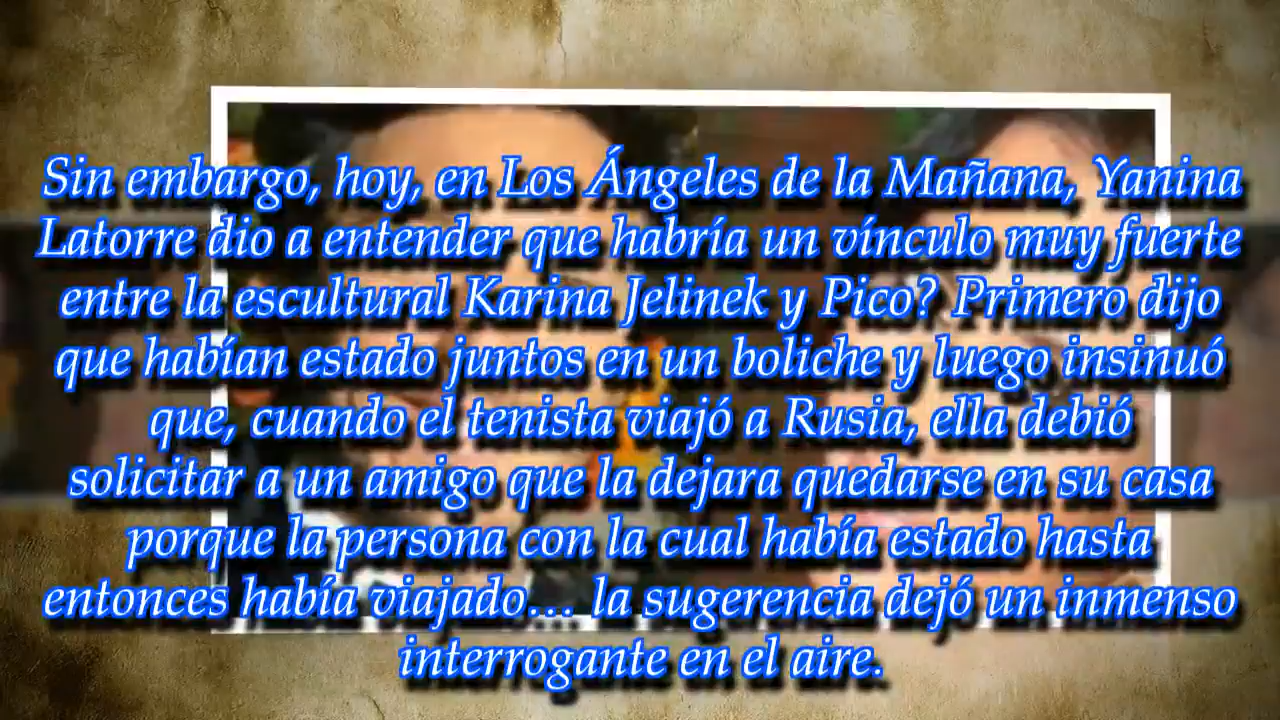 Sin embargo, hoy, en Los Ángeles de la Mañana, Yanina
Latorre dio a entender que habría un vínculo muy fuerte
entre la escultural Karina Jelinek y Pico? Primero dijo
que habían estado juntos en un boliche y luego insinuó
que, cuando el tenista viajó a Rusia, ella debió
solicitar a un amigo que la dejara quedarse en su casa
porque la persona con la cual había estado hasta
entonces había viajado… la sugerencia dejó un inmenso
interrogante en el aire.